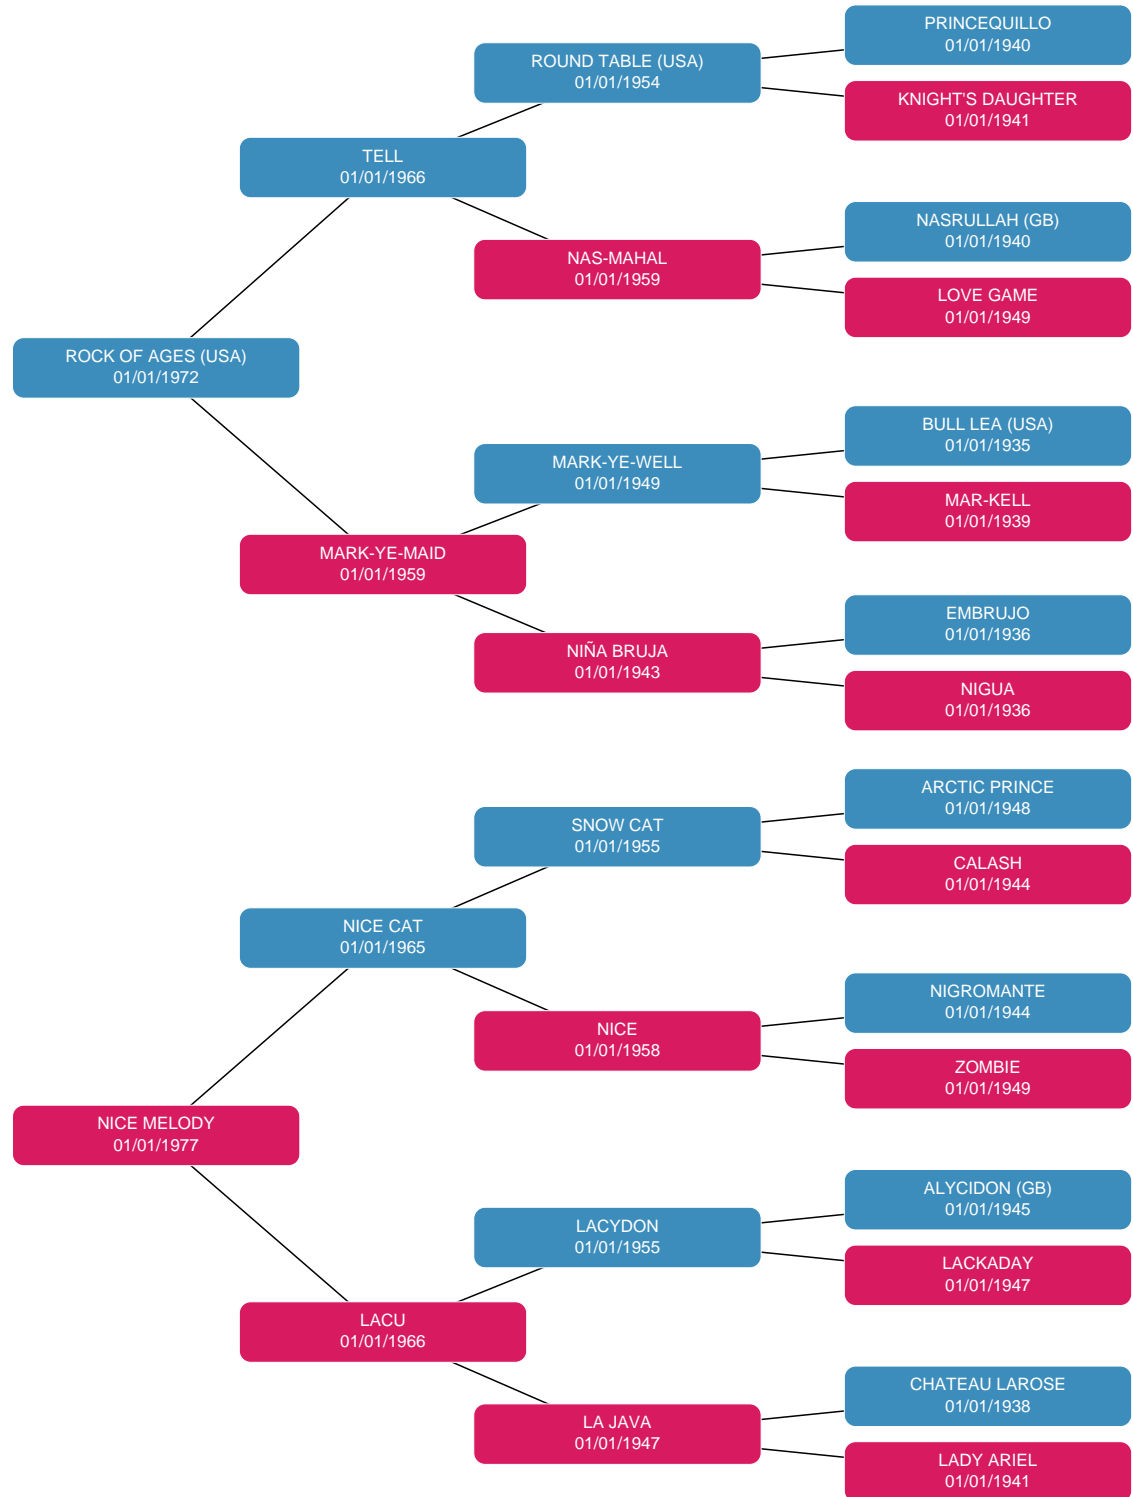 PRINCEQUILLO
01/01/1940
ROUND TABLE (USA)
01/01/1954
KNIGHT'S DAUGHTER
01/01/1941
TELL
01/01/1966
NASRULLAH (GB)
01/01/1940
NAS-MAHAL
01/01/1959
LOVE GAME
01/01/1949
ROCK OF AGES (USA)
01/01/1972
BULL LEA (USA)
01/01/1935
MARK-YE-WELL
01/01/1949
MAR-KELL
01/01/1939
MARK-YE-MAID
01/01/1959
EMBRUJO
01/01/1936
NIÑA BRUJA
01/01/1943
NIGUA
01/01/1936
ARCTIC PRINCE
01/01/1948
SNOW CAT
01/01/1955
CALASH
01/01/1944
NICE CAT
01/01/1965
NIGROMANTE
01/01/1944
NICE
01/01/1958
ZOMBIE
01/01/1949
NICE MELODY
01/01/1977
ALYCIDON (GB)
01/01/1945
LACYDON
01/01/1955
LACKADAY
01/01/1947
LACU
01/01/1966
CHATEAU LAROSE
01/01/1938
LA JAVA
01/01/1947
LADY ARIEL
01/01/1941